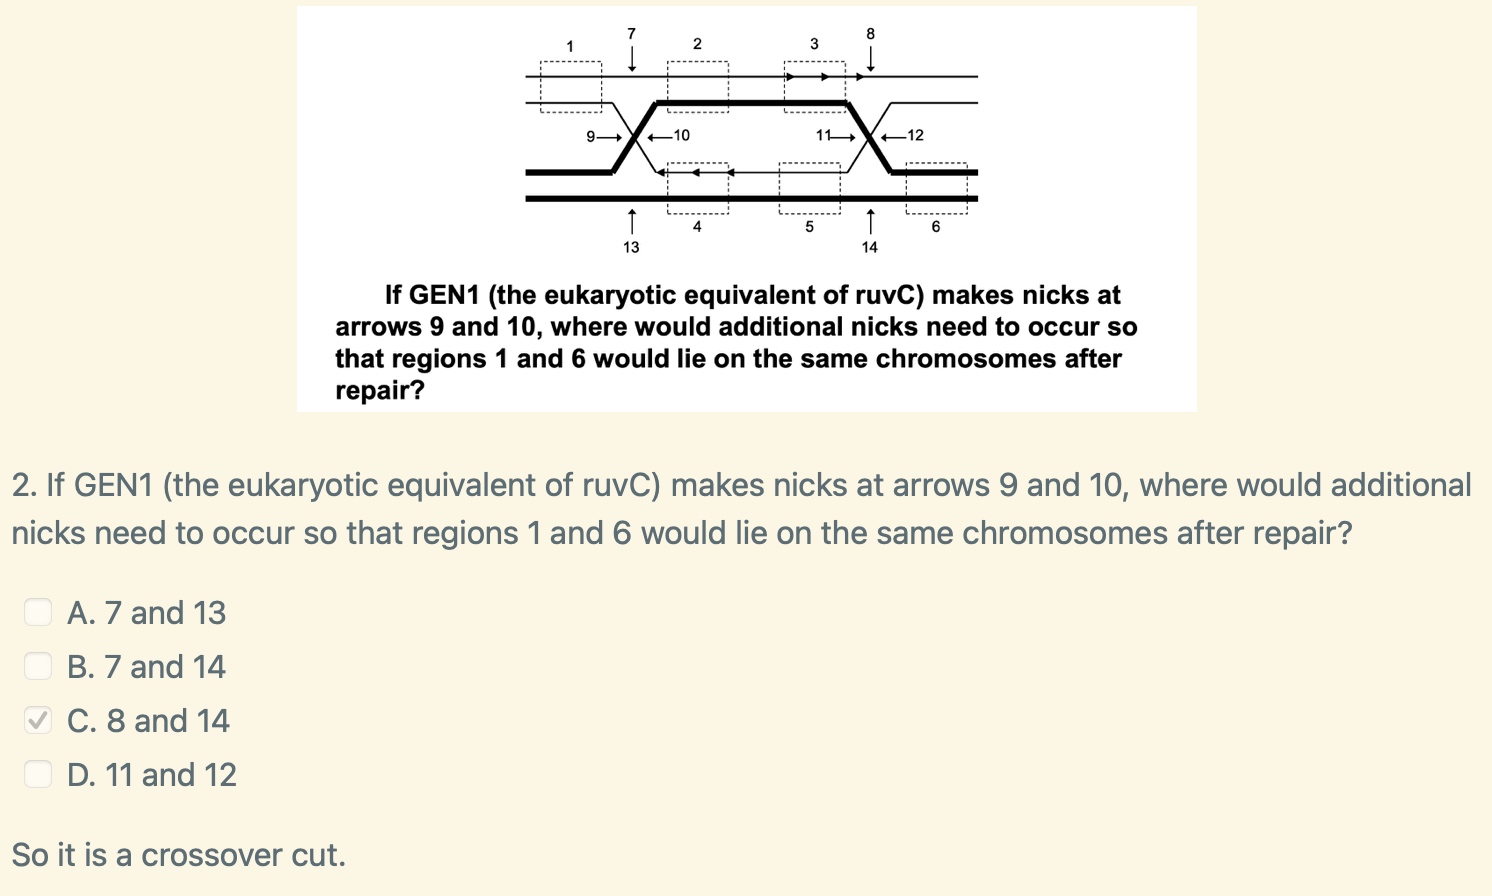 7
8
1
2
3
9
10
11
12
4
5
6
13
14
If GEN1 (the eukaryotic equivalent of ruvC) makes nicks at
arrows 9 and 10, where would additional nicks need to occur so
that regions 1 and 6 would lie on the same chromosomes after
repair?
2. If GEN1 (the eukaryotic equivalent of ruvC) makes nicks at arrows 9 and 10, where would additional
nicks need to occur so that regions 1 and 6 would lie on the same chromosomes after repair?
A. 7 and 13
B. 7 and 14
C. 8 and 14
D. 11 and 12
So it is a crossover cut.